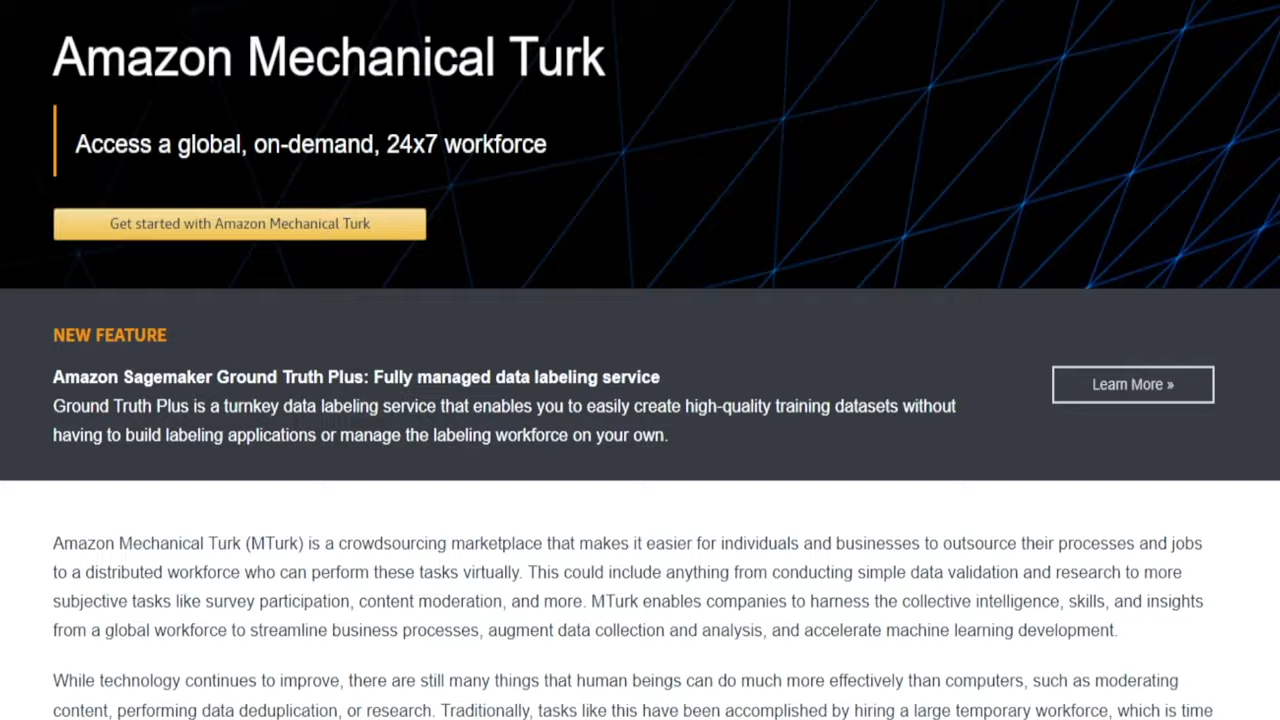 Amazon Mechanical Turk
Access a global, on-demand, 24x7 workforce
Get started with Amazon Mechanical Turk
NEW FEATURE
Amazon Sagemaker Ground Truth Plus: Fully managed data labeling service
Ground Truth Plus is a turnkey data labeling service that enables you to easily create high-quality training datasets without
having to build labeling applications or manage the labeling workforce on your own.
Learn More »
Amazon Mechanical Turk (MTurk) is a crowdsourcing marketplace that makes it easier for individuals and businesses to outsource their processes and jobs
to a distributed workforce who can perform these tasks virtually. This could include anything from conducting simple data validation and research to more
subjective tasks like survey participation, content moderation, and more. MTurk enables companies to harness the collective intelligence, skills, and insights
from a global workforce to streamline business processes, augment data collection and analysis, and accelerate machine learning development.
While technology continues to improve, there are still many things that human beings can do much more effectively than computers, such as moderating
content, performing data deduplication, or research. Traditionally, tasks like this have been accomplished by hiring a large temporary workforce, which is time